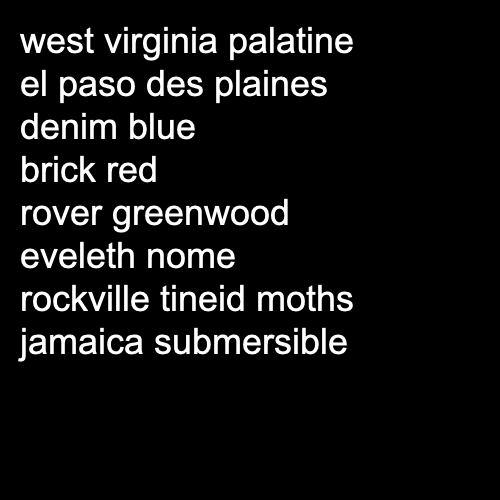 west virginia palatine
el paso des plaines
denim blue
brick red
rover greenwood
eveleth nome
rockville tineid moths
jamaica submersible